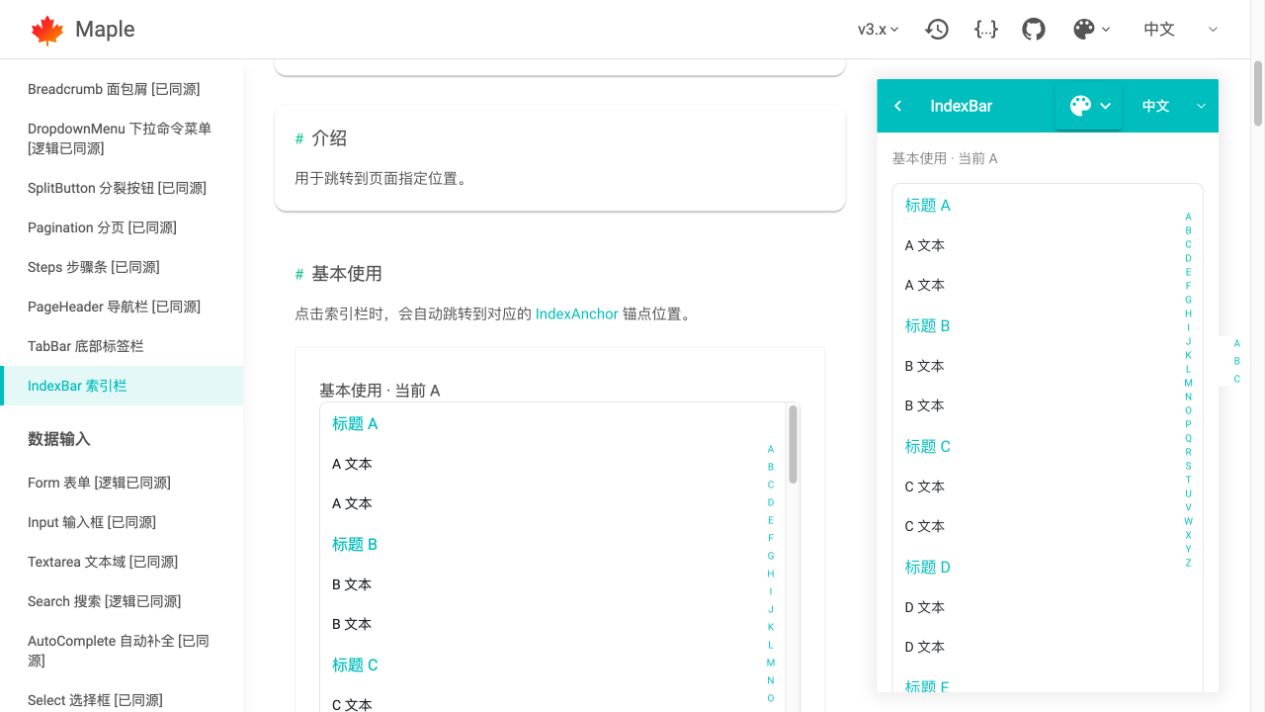 Maple
v3.x
中文
Breadcrumb 面包屑 [已同源]
DropdownMenu 下拉命令菜单
[逻辑已同源]
SplitButton 分裂按钮 [已同源]
Pagination 分页 [已同源]
Steps 步骤条 [已同源]
PageHeader 导航栏 [已同源]
TabBar 底部标签栏
IndexBar 索引栏
数据输入
Form 表单 [逻辑已同源]
Input 输入框 [已同源]
Textarea 文本域 [已同源]
Search 搜索 [逻辑已同源]
AutoComplete 自动补全 [已同
源]
Select 选择框 [已同源]
# 介绍
用于跳转到页面指定位置。
# 基本使用
点击索引栏时，会自动跳转到对应的 IndexAnchor 锚点位置。
基本使用 · 当前 A
标题 A
A 文本
A 文本
标题 B
B 文本
B 文本
标题 C
C 文本
A
B
C
D
E
F
G
H
I
J
K
L
M
N
O
IndexBar
中文
基本使用 · 当前 A
标题 A
A 文本
A 文本
标题 B
B 文本
B 文本
标题 C
C 文本
C 文本
标题 D
D 文本
D 文本
标题 E
A
B
C
D
E
F
G
H
I
J
K
L
M
N
O
P
Q
R
S
T
U
V
W
X
Y
Z
A
B
C